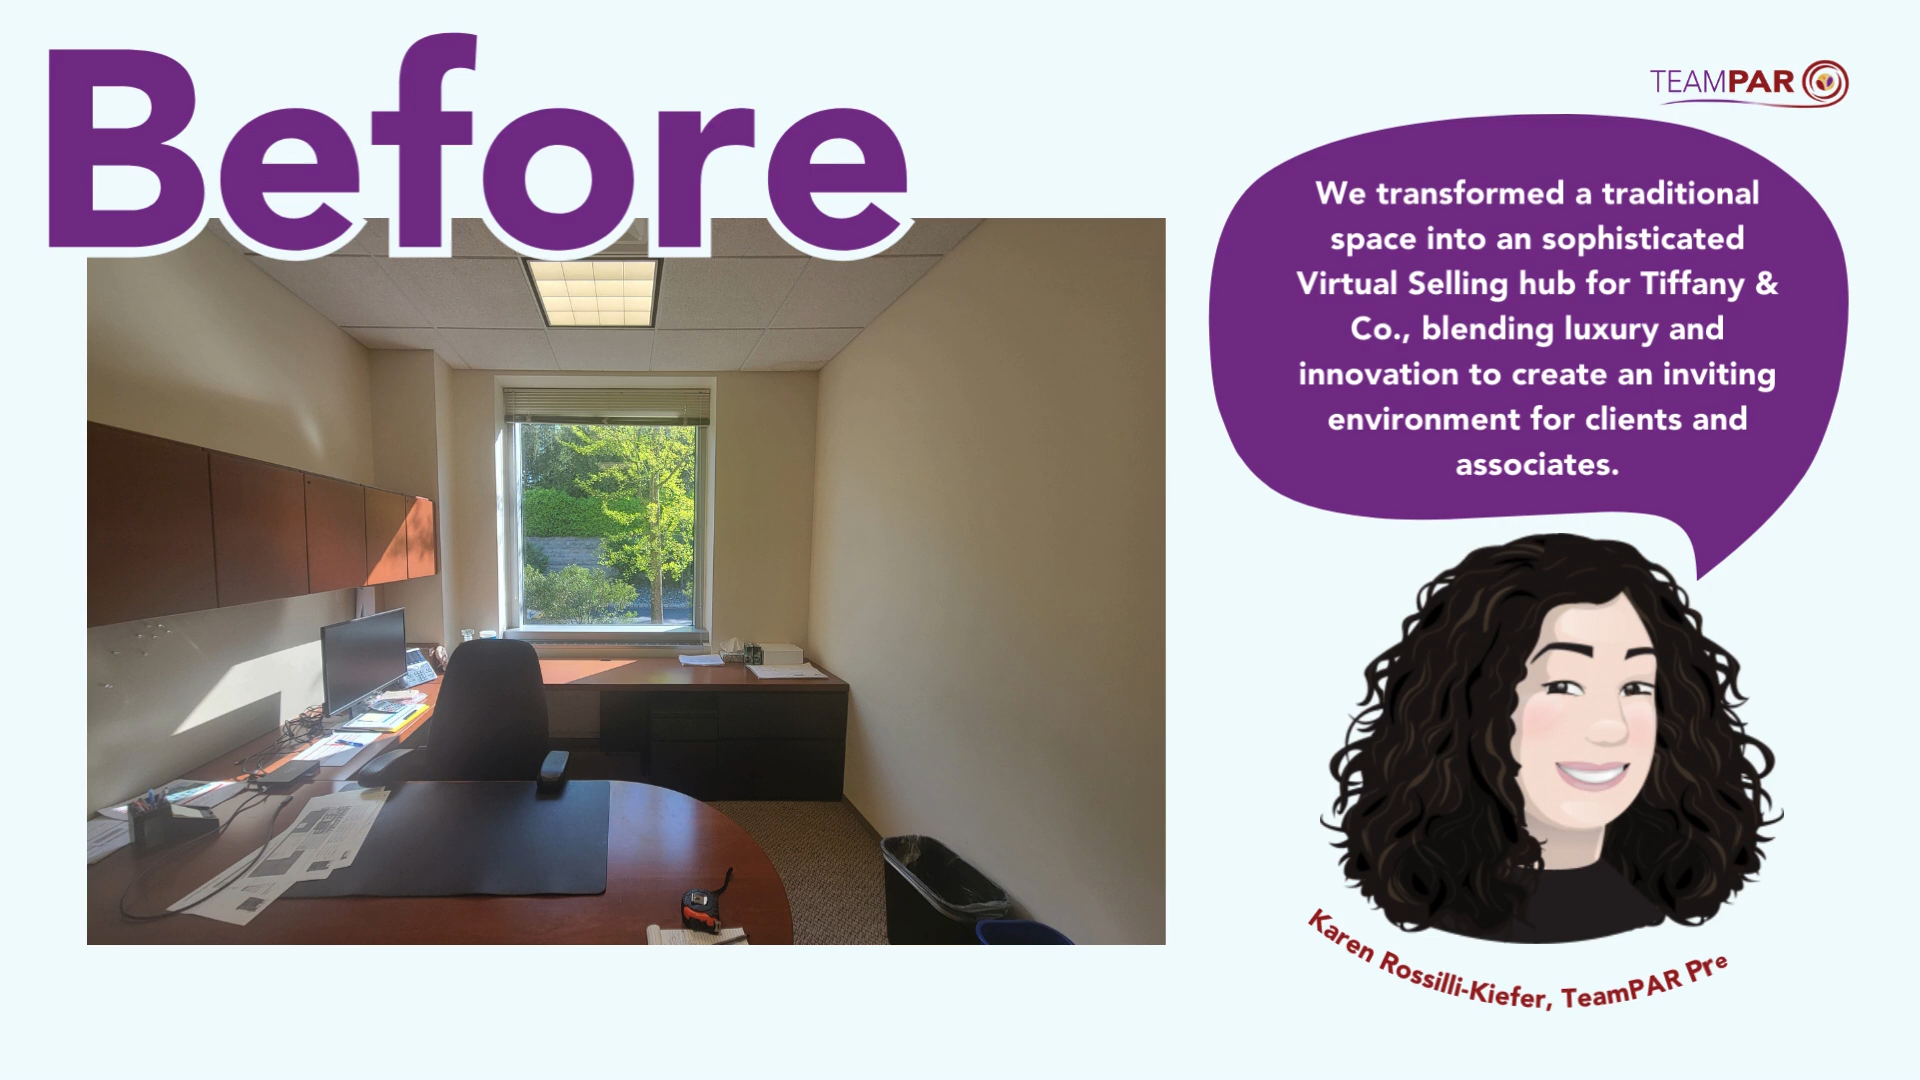 Before
TEAMPAR
We transformed a traditional
space into an sophisticated
Virtual Selling hub for Tiffany &
Co., blending luxury and
innovation to create an inviting
environment for clients and
associates.
Karen Rossilli-Kiefer, TeamPAR Pre